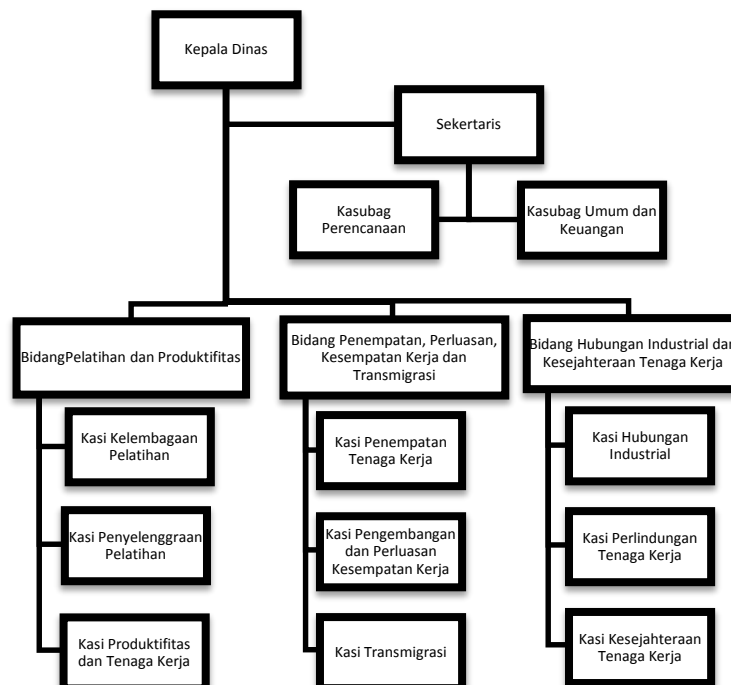 Kepala Dinas
Sekertaris
Kasubag
Perencanaan
Kasubag Umum dan
Keuangan
BidangPelatihan dan Produktifitas
Bidang Penempatan, Perluasan,
Kesempatan Kerja dan
Transmigrasi
Bidang Hubungan Industrial dan
Kesejahteraan Tenaga Kerja
Kasi Kelembagaan
Pelatihan
Kasi Penyelenggraan
Pelatihan
Kasi Produktifitas
dan Tenaga Kerja
Kasi Penempatan
Tenaga Kerja
Kasi Pengembangan
dan Perluasan
Kesempatan Kerja
Kasi Transmigrasi
Kasi Hubungan
Industrial
Kasi Perlindungan
Tenaga Kerja
Kasi Kesejahteraan
Tenaga Kerja